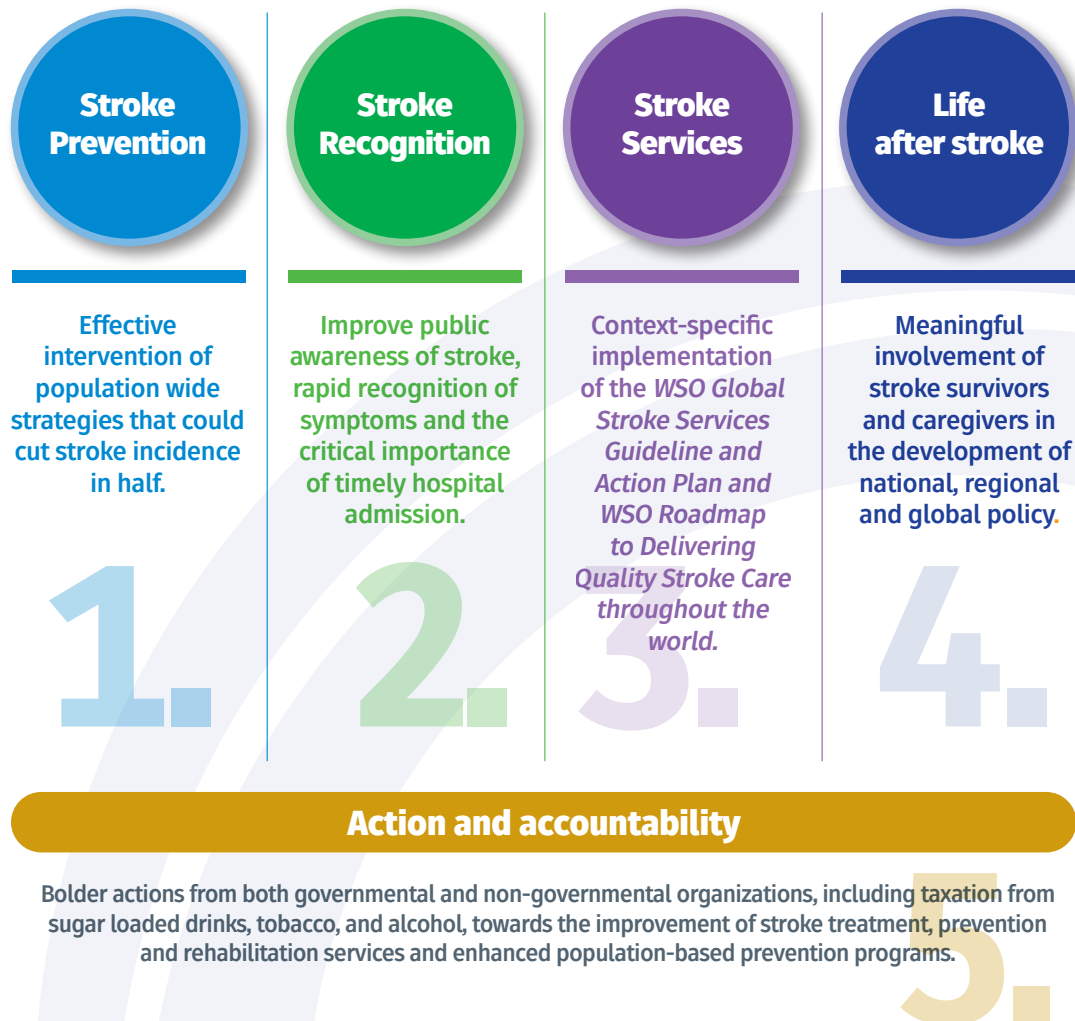 Stroke
Prevention
Effective
intervention of
population wide
strategies that could
cut stroke incidence
in half.
1.
Stroke
Recognition
Improve public
awareness of stroke,
rapid recognition of
symptoms and the
critical importance
of timely hospital
admission.
2.
Stroke
Services
Context-specific
implementation
of the WSO Global
Stroke Services
Guideline and
Action Plan and
WSO Roadmap
to Delivering
Quality Stroke Care
throughout the
world.
3.
Life
after stroke
Meaningful
involvement of
stroke survivors
and caregivers in
the development of
national, regional
and global policy.
4.
Action and accountability
Bolder actions from both governmental and non-governmental organizations, including taxation from
sugar loaded drinks, tobacco, and alcohol, towards the improvement of stroke treatment, prevention
and rehabilitation services and enhanced population-based prevention programs.
5.